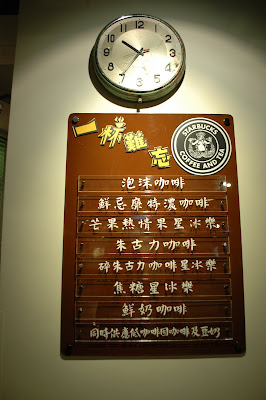 一杯難忘
STARBUCKS
COFFEE AND TEA
泡沫咖啡
鮮忌廉特濃咖啡
芒果熱情果星冰樂
朱古力咖啡
碎朱古力咖啡星冰樂
焦糖星冰樂
鮮奶咖啡
同時供應低咖啡因咖啡及豆奶